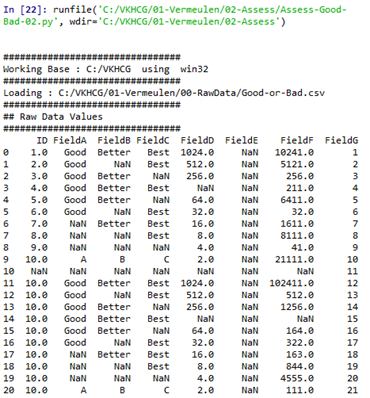 In [22]: runfile('C:/VKHCG/01-Vermeulen/02-Assess/Assess-Good-
Bad-02.py', wdir='C:/VKHCG/01-Vermeulen/02-Assess')
################################
Working Base : C:/VKHCG  using  win32
################################
Loading : C:/VKHCG/01-Vermeulen/00-RawData/Good-or-Bad.csv
################################
## Raw Data Values
################################
ID FieldA FieldB FieldC FieldD FieldE FieldF FieldG
0 1.0 Good Better Best 1024.0 NaN 10241.0 1
1 2.0 Good NaN Best 512.0 NaN 5121.0 2
2 3.0 Good Better NaN 256.0 NaN 256.0 3
3 4.0 Good Better Best NaN NaN 211.0 4
4 5.0 Good Better NaN 64.0 NaN 6411.0 5
5 6.0 Good NaN Best 32.0 NaN 32.0 6
6 7.0 NaN Better Best 16.0 NaN 1611.0 7
7 8.0 NaN NaN Best 8.0 NaN 8111.0 8
8 9.0 NaN NaN NaN 4.0 NaN 41.0 9
9 10.0 A B C 2.0 NaN 21111.0 10
10 NaN NaN NaN NaN NaN NaN NaN 11
11 10.0 Good Better Best 1024.0 NaN 102411.0 12
12 10.0 Good NaN Best 512.0 NaN 512.0 13
13 10.0 Good Better NaN 256.0 NaN 1256.0 14
14 10.0 Good Better Best NaN NaN NaN 15
15 10.0 Good Better NaN 64.0 NaN 164.0 16
16 10.0 Good NaN Best 32.0 NaN 322.0 17
17 10.0 NaN Better Best 16.0 NaN 163.0 18
18 10.0 NaN NaN Best 8.0 NaN 844.0 19
19 10.0 NaN NaN NaN 4.0 NaN 4555.0 20
20 10.0 A B C 2.0 NaN 111.0 21